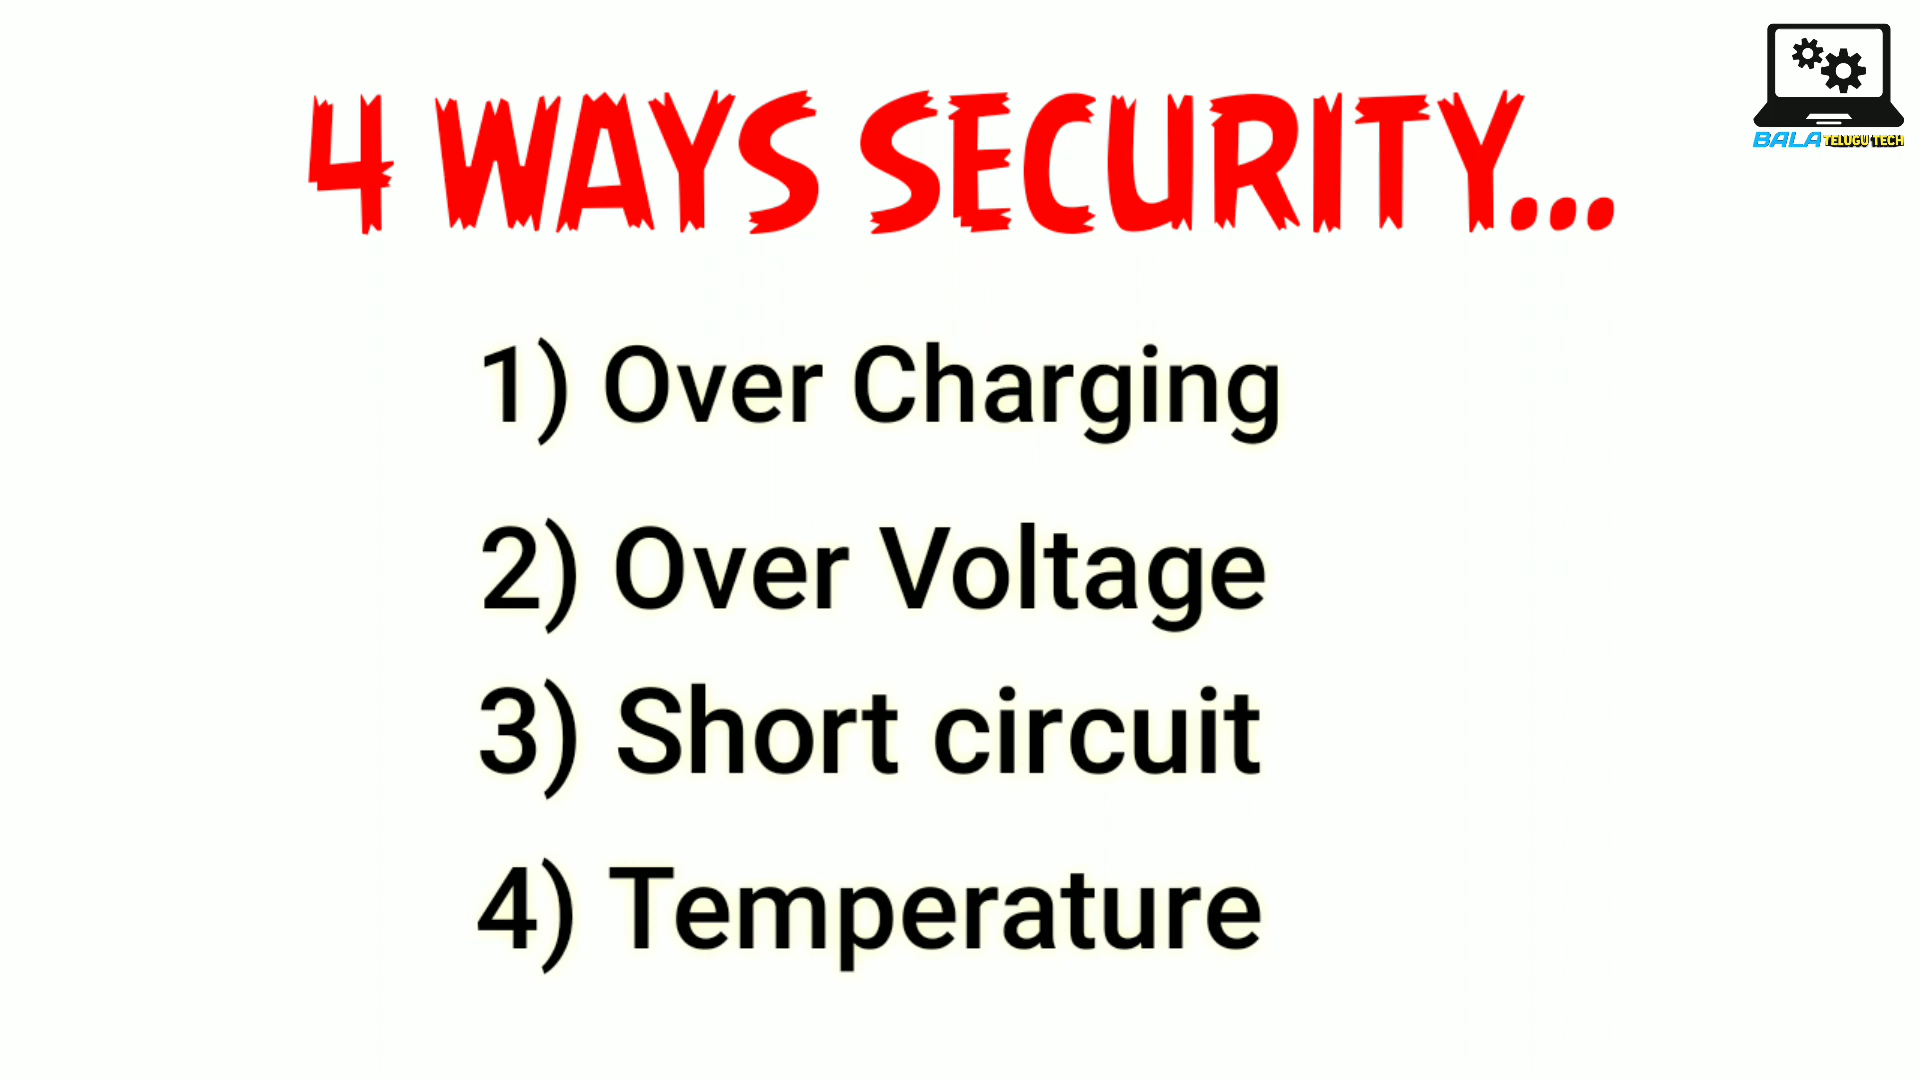 4 WAYS SECURITY...
BALA TELUGU TECH
1) Over Charging
2) Over Voltage
3) Short circuit
4) Temperature